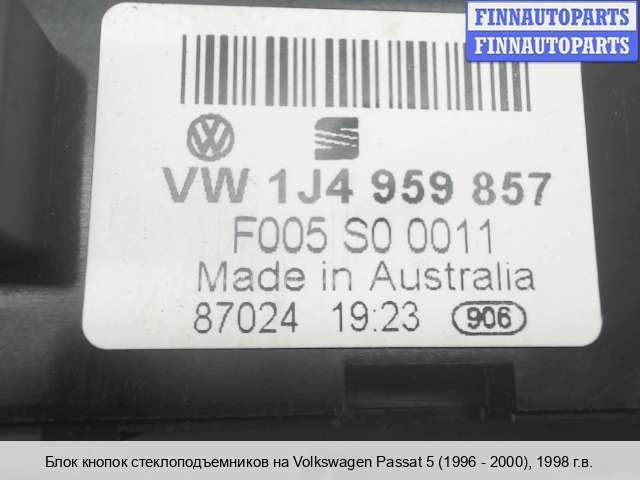 FINNAUTOPARTS
FINNAUTOPARTS
VW 1J4 959 857
F005 S0 0011
Made in Australia
87024 19:23 906
Блок кнопок стеклоподъемников на Volkswagen Passat 5 (1996 - 2000), 1998 г.в.